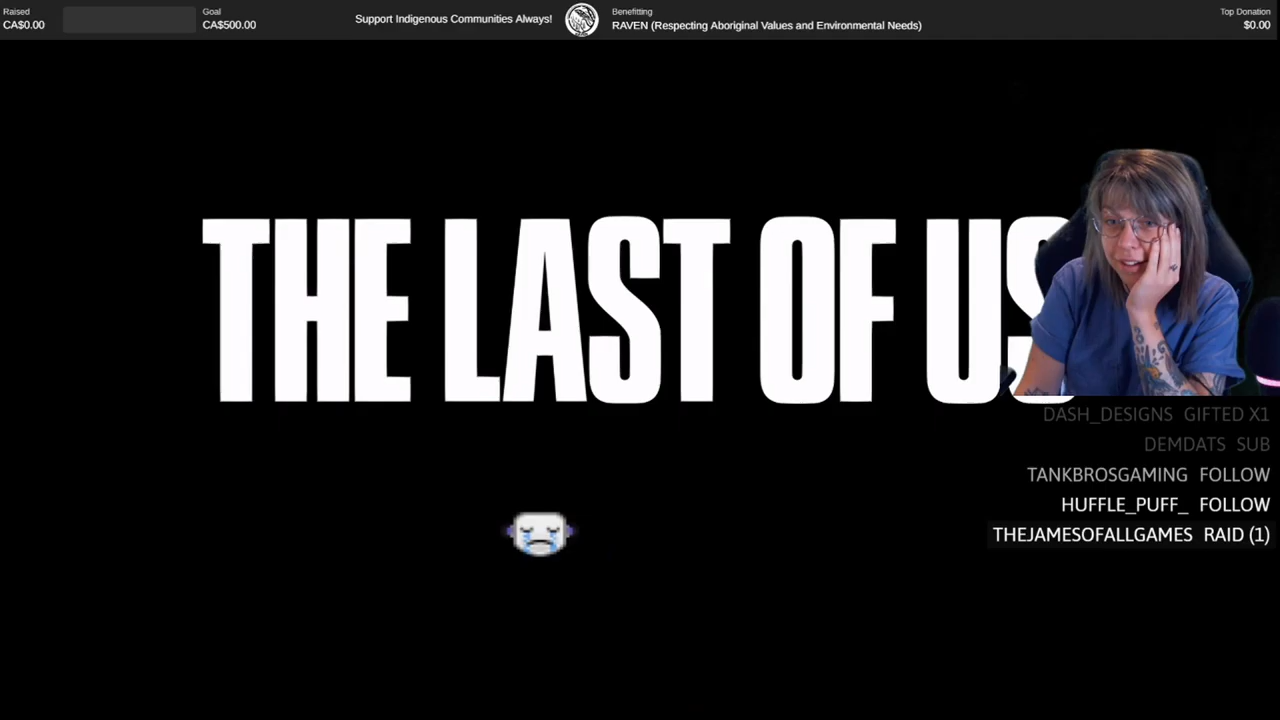 Raised
CA$0.00
Goal
CA$500.00
Support Indigenous Communities Always!
Benefitting
RAVEN (Respecting Aboriginal Values and Environmental Needs)
Top Donation
$0.00
THE LAST OF US
DASH_DESIGNS GIFTED X1
DEMDATS SUB
TANKBROSGAMING FOLLOW
HUFFLE_PUFF_ FOLLOW
THEJAMESOFALLGAMES RAID (1)